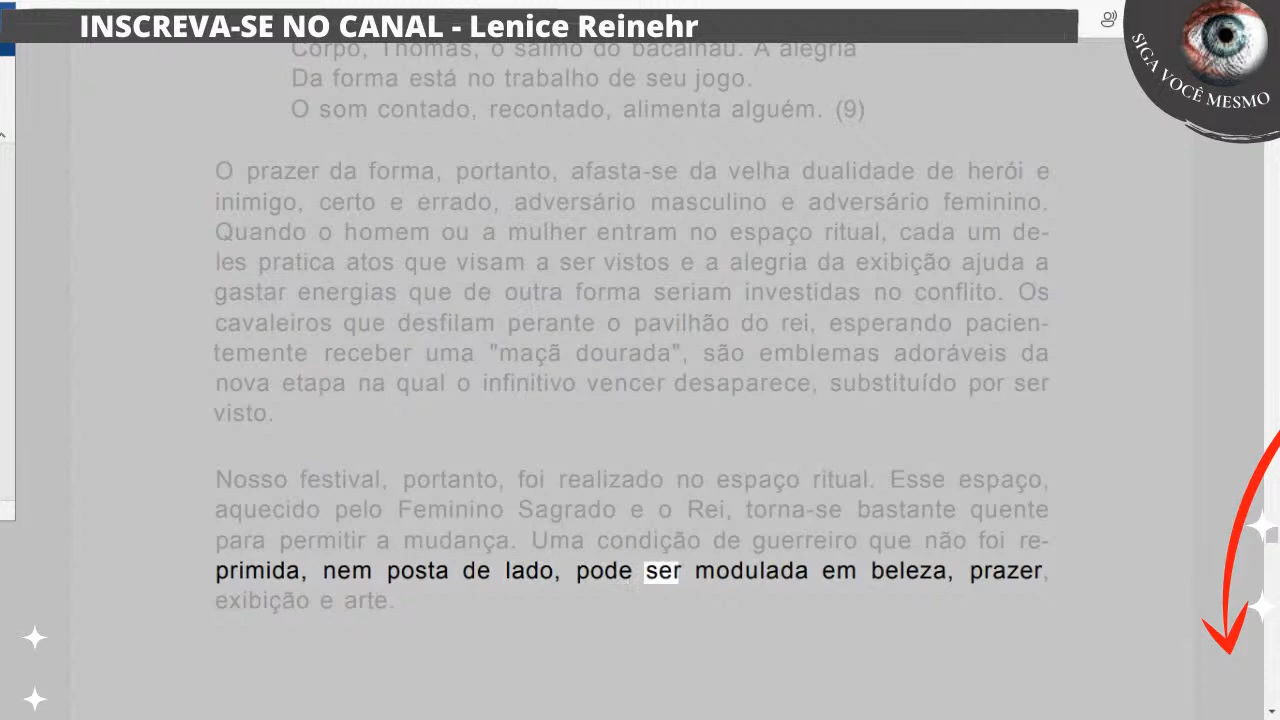 INSCREVA-SE NO CANAL - Lenice Reinehr
SIGA VOCÊ MESMO
Corpo, Thomas, o salmo do bacalhau. A alegria
Da forma está no trabalho de seu jogo.
O som contado, recontado, alimenta alguém. (9)
O prazer da forma, portanto, afasta-se da velha dualidade de herói e
inimigo, certo e errado, adversário masculino e adversário feminino.
Quando o homem ou a mulher entram no espaço ritual, cada um de-
les pratica atos que visam a ser vistos e a alegria da exibição ajuda a
gastar energias que de outra forma seriam investidas no conflito. Os
cavaleiros que desfilam perante o pavilhão do rei, esperando pacien-
temente receber uma "maçã dourada", são emblemas adoráveis da
nova etapa na qual o infinitivo vencer desaparece, substituído por ser
visto.
Nosso festival, portanto, foi realizado no espaço ritual. Esse espaço,
aquecido pelo Feminino Sagrado e o Rei, torna-se bastante quente
para permitir a mudança. Uma condição de guerreiro que não foi re-
primida, nem posta de lado, pode ser modulada em beleza, prazer,
exibição e arte.